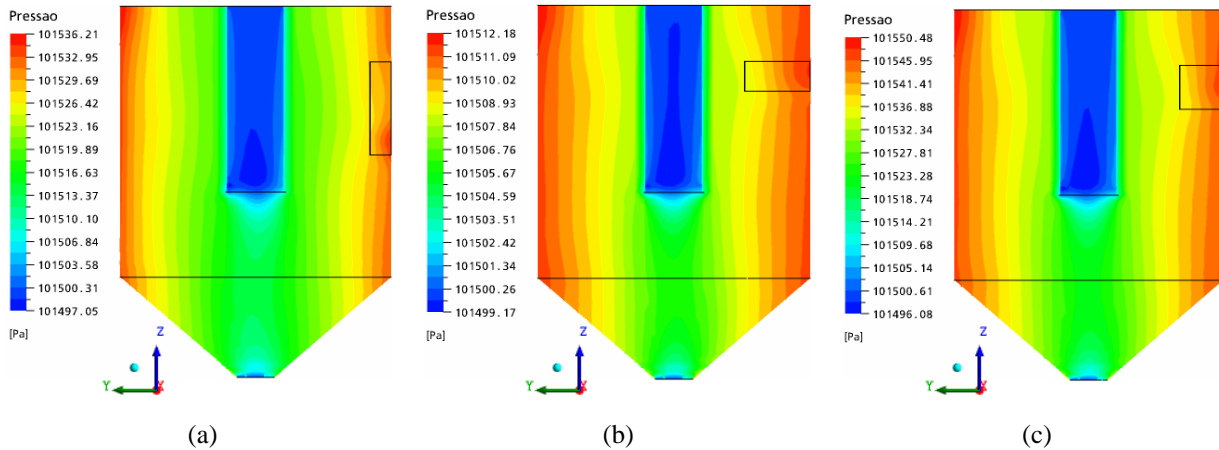 Pressao
101536.21
101532.95
101529.69
101526.42
101523.16
101519.89
101516.63
101513.37
101510.10
101506.84
101503.58
101500.31
101497.05
[Pa]
Z
Y
X
(a)
Pressao
101512.18
101511.09
101510.02
101508.93
101507.84
101506.76
101505.67
101504.59
101503.51
101502.42
101501.34
101500.26
101499.17
[Pa]
Z
Y
X
(b)
Pressao
101550.48
101545.95
101541.41
101536.88
101532.34
101527.81
101523.28
101518.74
101514.21
101509.68
101505.14
101500.61
101496.08
[Pa]
Z
Y
X
(c)